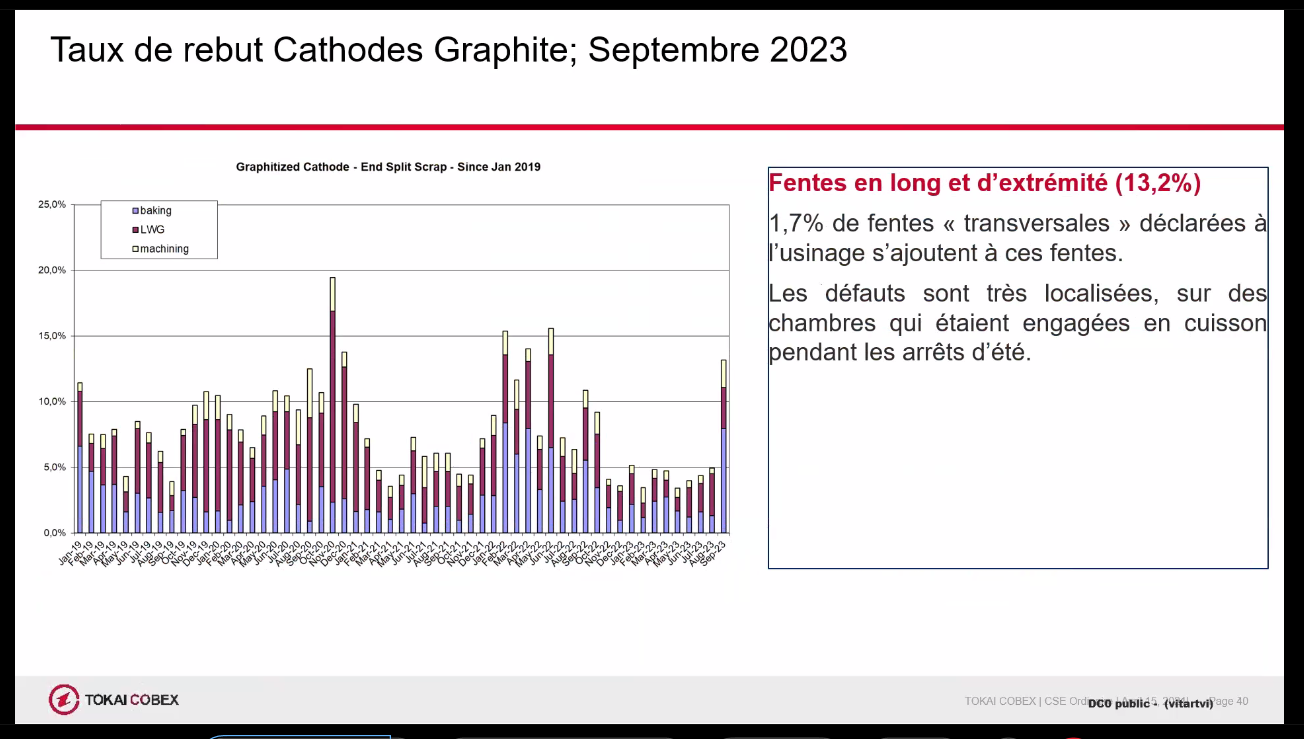 Taux de rebut Cathodes Graphite; Septembre 2023
Graphitized Cathode - End Split Scrap - Since Jan 2019
25,0%
20,0%
15,0%
10,0%
5,0%
0,0%
baking
LWG
machining
Jan-19
Feb-19
Mar-19
Apr-19
May-19
Jun-19
Jul-19
Aug-19
Sep-19
Oct-19
Nov-19
Dec-19
Jan-20
Feb-20
Mar-20
Apr-20
May-20
Jun-20
Jul-20
Aug-20
Sep-20
Oct-20
Nov-20
Dec-20
Jan-21
Feb-21
Mar-21
Apr-21
May-21
Jun-21
Jul-21
Aug-21
Sep-21
Oct-21
Nov-21
Dec-21
Jan-22
Feb-22
Mar-22
Apr-22
May-22
Jun-22
Jul-22
Aug-22
Sep-22
Oct-22
Nov-22
Dec-22
Jan-23
Feb-23
Mar-23
Apr-23
May-23
Jun-23
Jul-23
Aug-23
Sep-23
Fentes en long et d’extrémité (13,2%)
1,7% de fentes « transversales » déclarées à
l’usinage s’ajoutent à ces fentes.
Les défauts sont très localisées, sur des
chambres qui étaient engagées en cuisson
pendant les arrêts d’été.
TOKAI COBEX
TOKAI COBEX | CSE Page 40
DCO public - (vitartvi)